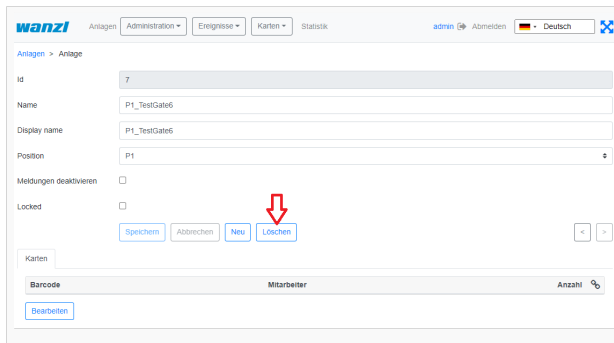 wanzl Anlagen Administration Ereignisse Karten Statistik admin Abmelden Deutsch
Anlagen > Anlage
Id 7
Name P1_TestGate6
Display name P1_TestGate6
Position P1
Meldungen deaktivieren
Locked
Speichern Abbrechen Neu Löschen < >
Karten
Barcode Mitarbeiter Anzahl
Bearbeiten